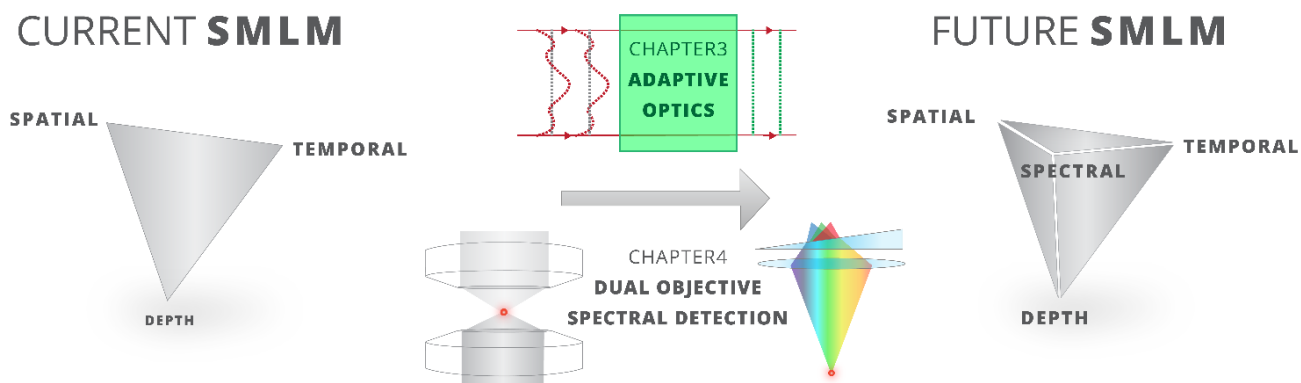 CURRENT SMLM
SPATIAL
TEMPORAL
DEPTH
CHAPTER3
ADAPTIVE
OPTICS
CHAPTER4
DUAL OBJECTIVE
SPECTRAL DETECTION
FUTURE SMLM
SPATIAL
TEMPORAL
SPECTRAL
DEPTH